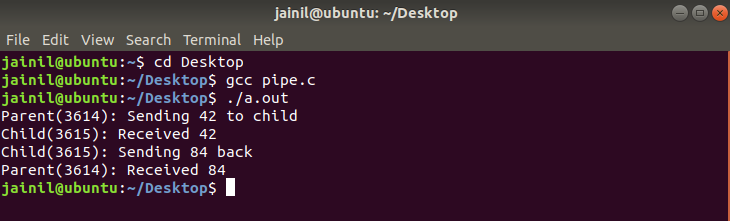 jainil@ubuntu: ~/Desktop
File Edit View Search Terminal Help
jainil@ubuntu:~$ cd Desktop
jainil@ubuntu:~/Desktop$ gcc pipe.c
jainil@ubuntu:~/Desktop$ ./a.out
Parent(3614): Sending 42 to child
Child(3615): Received 42
Child(3615): Sending 84 back
Parent(3614): Received 84
jainil@ubuntu:~/Desktop$